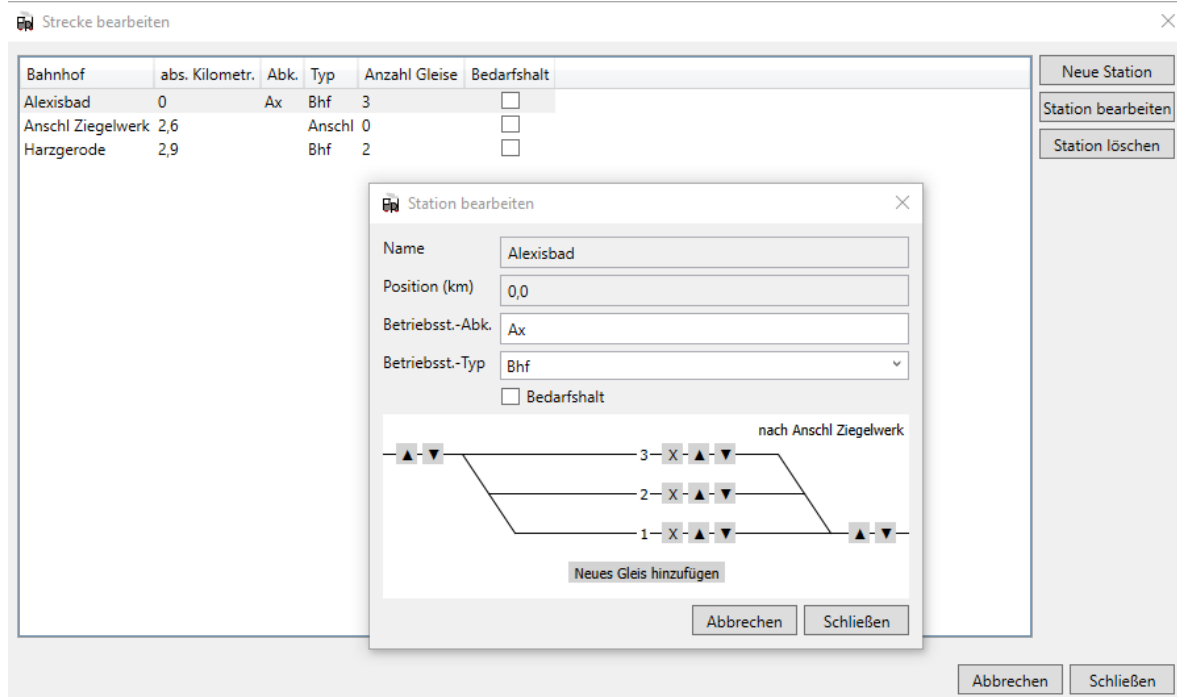 Strecke bearbeiten
Bahnhof abs. Kilometr. Abk. Typ Anzahl Gleise Bedarfshalt
Alexisbad 0 Ax Bhf 3
Anschl Ziegelwerk 2,6 Anschl 0
Harzgerode 2,9 Bhf 2
Neue Station
Station bearbeiten
Station löschen
Station bearbeiten
Name Alexisbad
Position (km) 0,0
Betriebsst.-Abk. Ax
Betriebsst.-Typ Bhf
Bedarfshalt
nach Anschl Ziegelwerk
▲ ▼ 3 X ▲ ▼
2 X ▲ ▼
1 X ▲ ▼ ▲ ▼
Neues Gleis hinzufügen
Abbrechen Schließen
Abbrechen Schließen